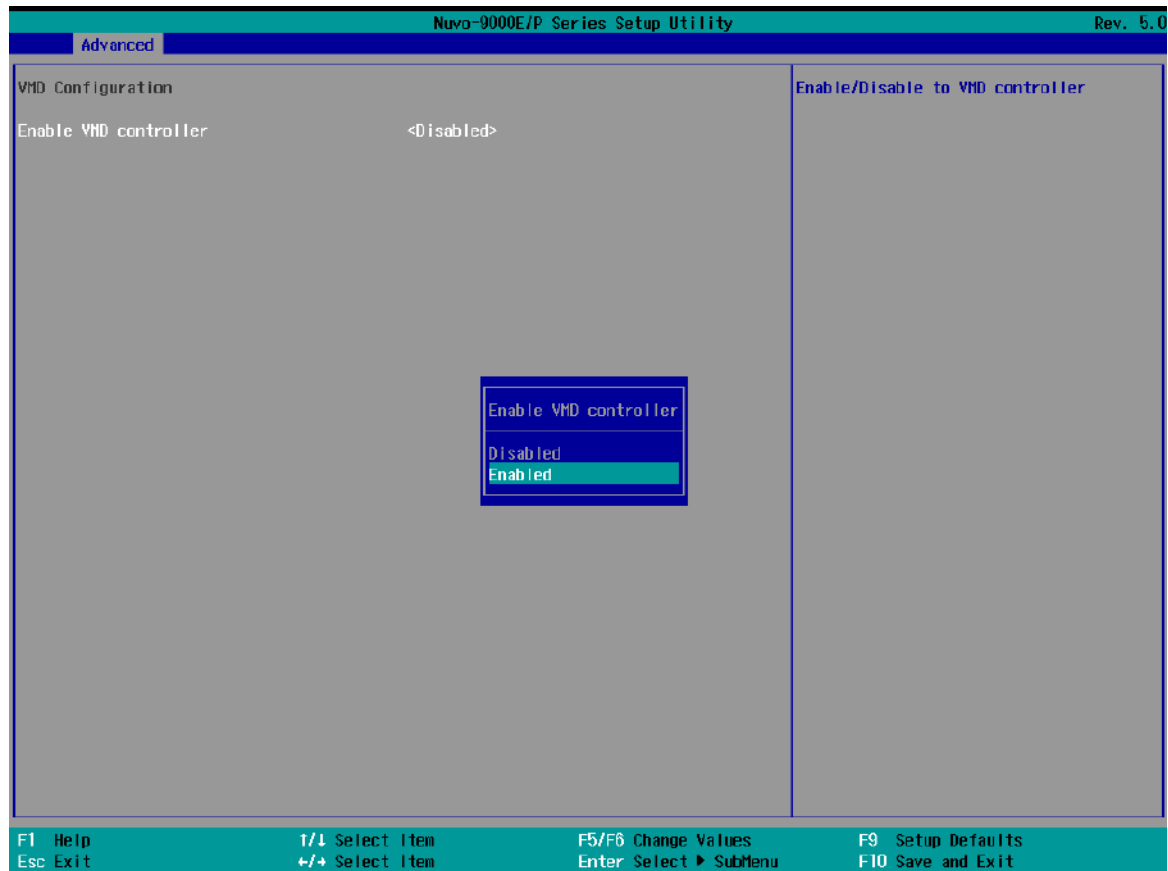 Nuvo-9000E/P Series Setup Utility Rev. 5.0
Advanced
VMD Configuration
Enable/Disable to VMD controller
Enable VMD controller <Disabled>
Enable VMD controller
Disabled
Enabled
F1 Help ↑/↓ Select Item F5/F6 Change Values F9 Setup Defaults
Esc Exit ←/→ Select Item Enter Select ▶ SubMenu F10 Save and Exit